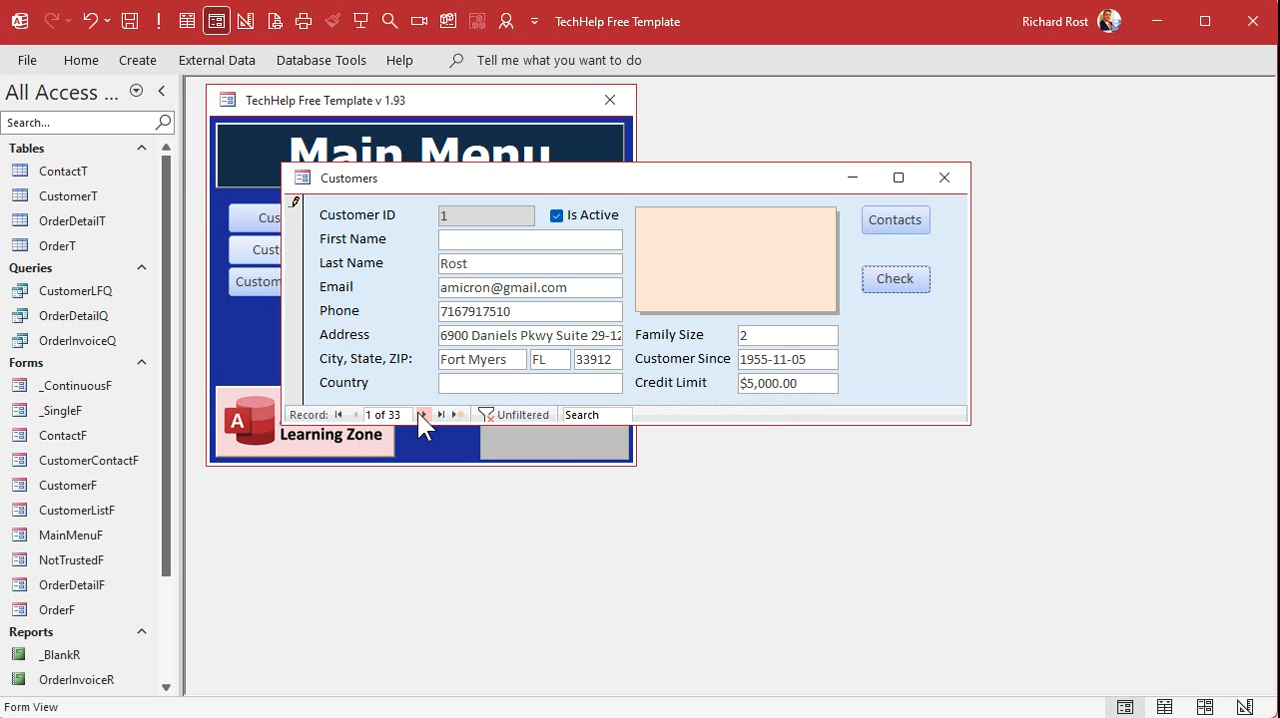 TechHelp Free Template
Richard Rost
File Home Create External Data Database Tools Help Tell me what you want to do
All Access ...
Search...
Tables
ContactT
CustomerT
OrderDetailT
OrderT
Queries
CustomerLFQ
OrderDetailQ
OrderInvoiceQ
Forms
_ContinuousF
_SingleF
ContactF
CustomerContactF
CustomerF
CustomerListF
MainMenuF
NotTrustedF
OrderDetailF
OrderF
Reports
_BlankR
OrderInvoiceR
TechHelp Free Template v 1.93
Main Menu
Cus
Cust
Custom
A Learning Zone
Customers
Customer ID 1 Is Active
First Name
Last Name Rost
Email amicron@gmail.com
Phone 7167917510
Address 6900 Daniels Pkwy Suite 29-12
City, State, ZIP: Fort Myers FL 33912
Country
Contacts
Check
Family Size 2
Customer Since 1955-11-05
Credit Limit $5,000.00
Record: 1 of 33 Unfiltered Search
Form View